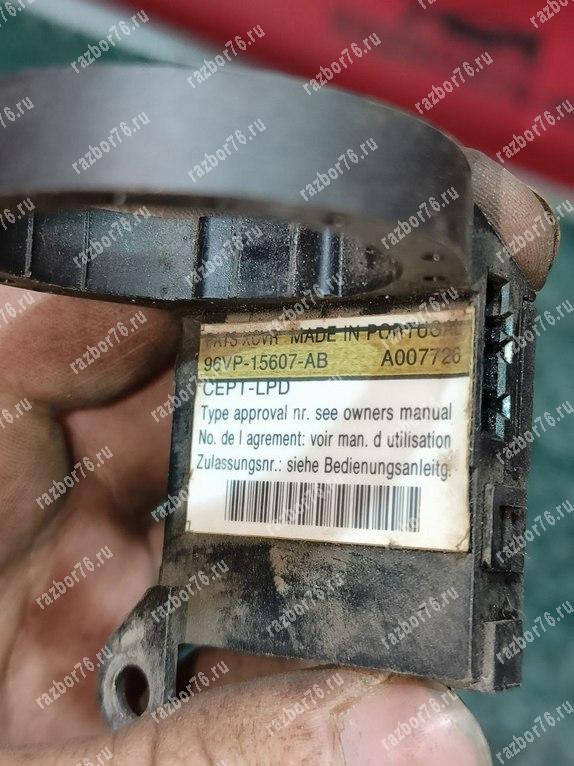 PATS XCVR MADE IN PORTUGAL
96VP-15607-AB A007726
CEPT-LPD
Type approval nr. see owners manual
No. de l agrement: voir man. d utilisation
Zulassungsnr.: siehe Bedienungsanleitg.
razbor76.ru